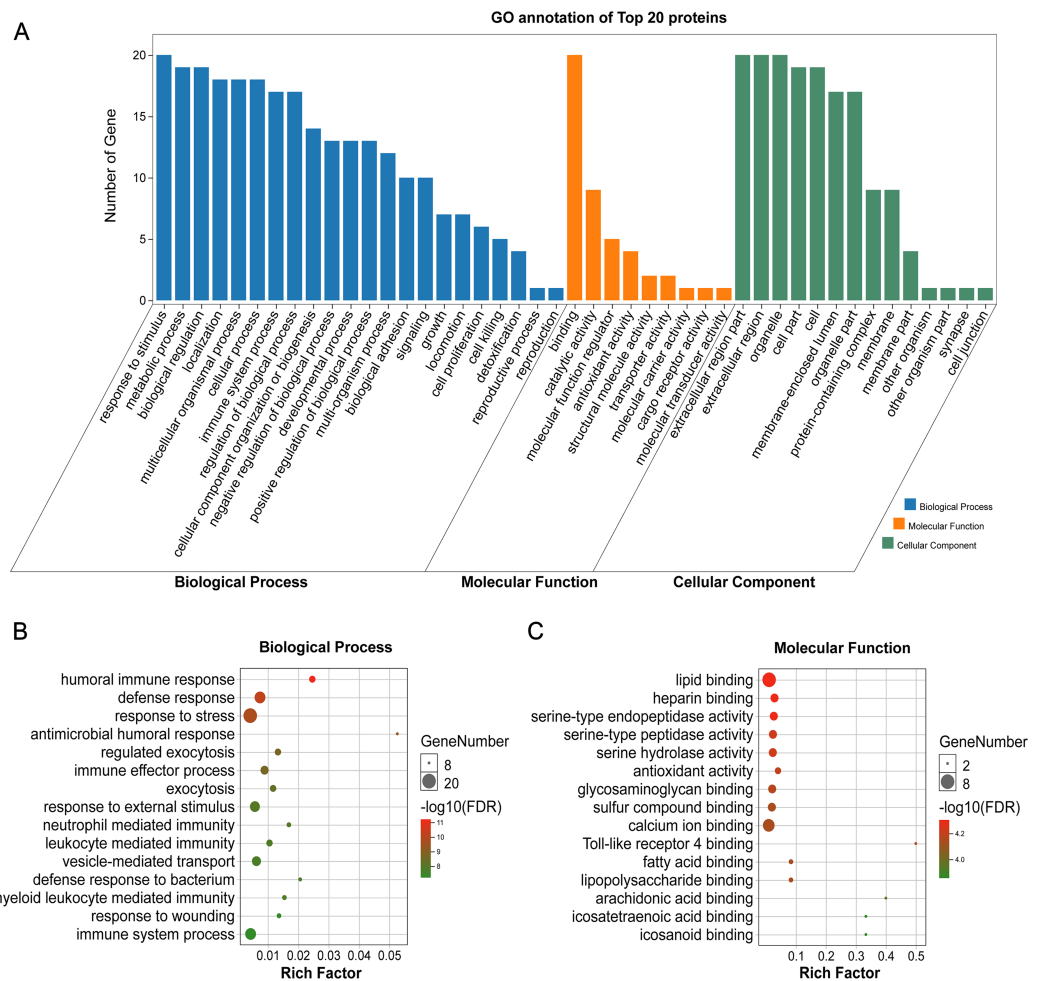 A
GO annotation of Top 20 proteins
Number of Gene
20
15
10
5
0
response to stimulus
metabolic process
biological regulation
localization
multicellular organismal process
cellular process
immune system process
regulation of biological process
cellular component organization or biogenesis
negative regulation of biological process
developmental process
positive regulation of biological process
multi-organism process
biological adhesion
signaling
growth
locomotion
cell proliferation
cell killing
detoxification
reproductive process
reproduction
binding
catalytic activity
molecular function regulator
antioxidant activity
structural molecule activity
transporter activity
molecular carrier activity
cargo receptor activity
molecular transducer activity
extracellular region part
extracellular region
organelle
cell part
cell
membrane-enclosed lumen
organelle part
protein-containing complex
membrane
membrane part
other organism
other organism part
synapse
cell junction
Biological Process
Molecular Function
Cellular Component
Biological Process
Molecular Function
Cellular Component
B
Biological Process
humoral immune response
defense response
response to stress
antimicrobial humoral response
regulated exocytosis
immune effector process
exocytosis
response to external stimulus
neutrophil mediated immunity
leukocyte mediated immunity
vesicle-mediated transport
defense response to bacterium
nyeloid leukocyte mediated immunity
response to wounding
immune system process
0.01 0.02 0.03 0.04 0.05
Rich Factor
GeneNumber
8
20
-log10(FDR)
11
10
9
8
C
Molecular Function
lipid binding
heparin binding
serine-type endopeptidase activity
serine-type peptidase activity
serine hydrolase activity
antioxidant activity
glycosaminoglycan binding
sulfur compound binding
calcium ion binding
Toll-like receptor 4 binding
fatty acid binding
lipopolysaccharide binding
arachidonic acid binding
icosatetraenoic acid binding
icosanoid binding
0.1 0.2 0.3 0.4 0.5
Rich Factor
GeneNumber
2
8
-log10(FDR)
4.2
4.0